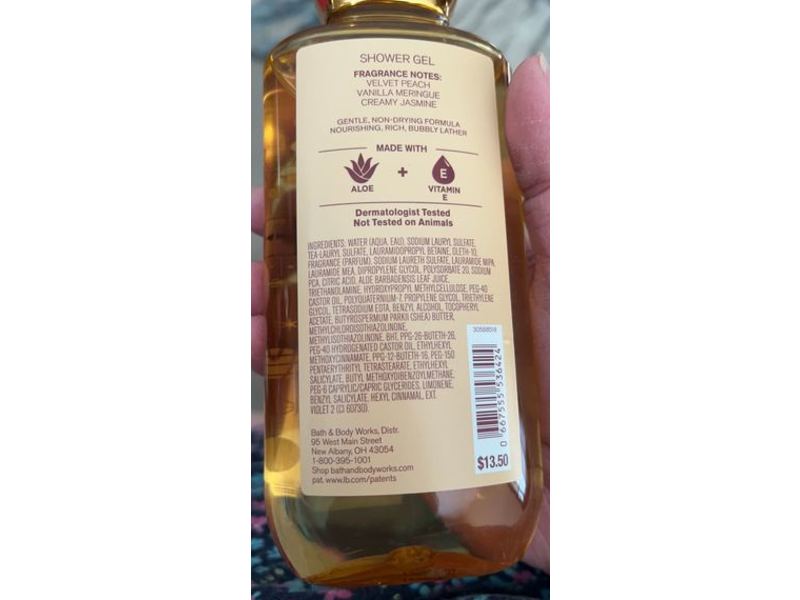 SHOWER GEL
FRAGRANCE NOTES:
VELVET PEACH
VANILLA MERINGUE
CREAMY JASMINE
GENTLE, NON-DRYING FORMULA
NOURISHING, RICH, BUBBLY LATHER
MADE WITH
ALOE
+
E
VITAMIN
E
Dermatologist Tested
Not Tested on Animals
INGREDIENTS: WATER (AQUA, EAU), SODIUM LAURYL SULFATE,
TEA-LAURYL SULFATE, LAURAMIDOPROPYL BETAINE, OLETH-10,
FRAGRANCE (PARFUM), SODIUM LAURETH SULFATE, LAURAMIDE MIPA,
LAURAMIDE MEA, DIPROPYLENE GLYCOL, POLYSORBATE 20, SODIUM
PCA, CITRIC ACID, ALOE BARBADENSIS LEAF JUICE,
TRIETHANOLAMINE, HYDROXYPROPYL METHYLCELLULOSE, PEG-40
CASTOR OIL, POLYQUATERNIUM-7, PROPYLENE GLYCOL, TRIETHYLENE
GLYCOL, TETRASODIUM EDTA, BENZYL ALCOHOL, TOCOPHERYL
ACETATE, BUTYROSPERMUM PARKII (SHEA) BUTTER,
METHYLCHLOROISOTHIAZOLINONE,
METHYLISOTHIAZOLINONE, BHT, PPG-26-BUTETH-26,
PEG-40 HYDROGENATED CASTOR OIL, ETHYLHEXYL
METHOXYCINNAMATE, PPG-12-BUTETH-16, PEG-150
PENTAERYTHRITYL TETRASTEARATE, ETHYLHEXYL
SALICYLATE, BUTYL METHOXYDIBENZOYLMETHANE,
PEG-6 CAPRYLIC/CAPRIC GLYCERIDES, LIMONENE,
BENZYL SALICYLATE, HEXYL CINNAMAL, EXT.
VIOLET 2 (CI 60730).
Bath & Body Works, Distr.
95 West Main Street
New Albany, OH 43054
1-800-395-1001
Shop bathandbodyworks.com
pat. www.lb.com/patents
0 667555 536424
$13.50